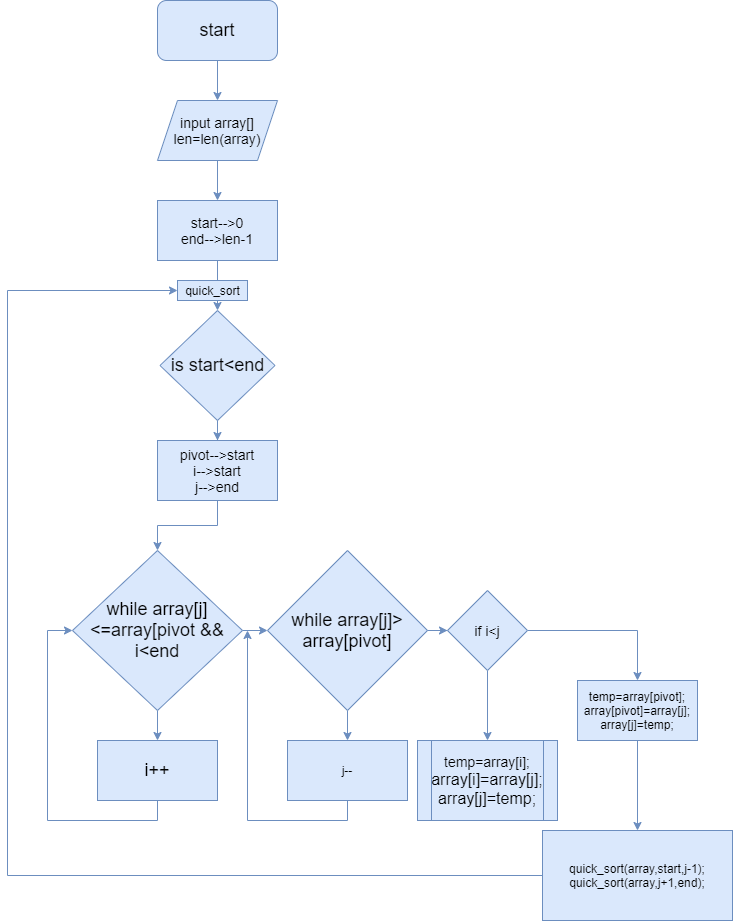 start
input array[]
len=len(array)
start-->0
end-->len-1
quick_sort
is start<end
pivot-->start
i-->start
j-->end
while array[j]
<=array[pivot &&
i<end
while array[j]>
array[pivot]
if i<j
temp=array[pivot];
array[pivot]=array[j];
array[j]=temp;
i++
j--
temp=array[i];
array[i]=array[j];
array[j]=temp;
quick_sort(array,start,j-1);
quick_sort(array,j+1,end);